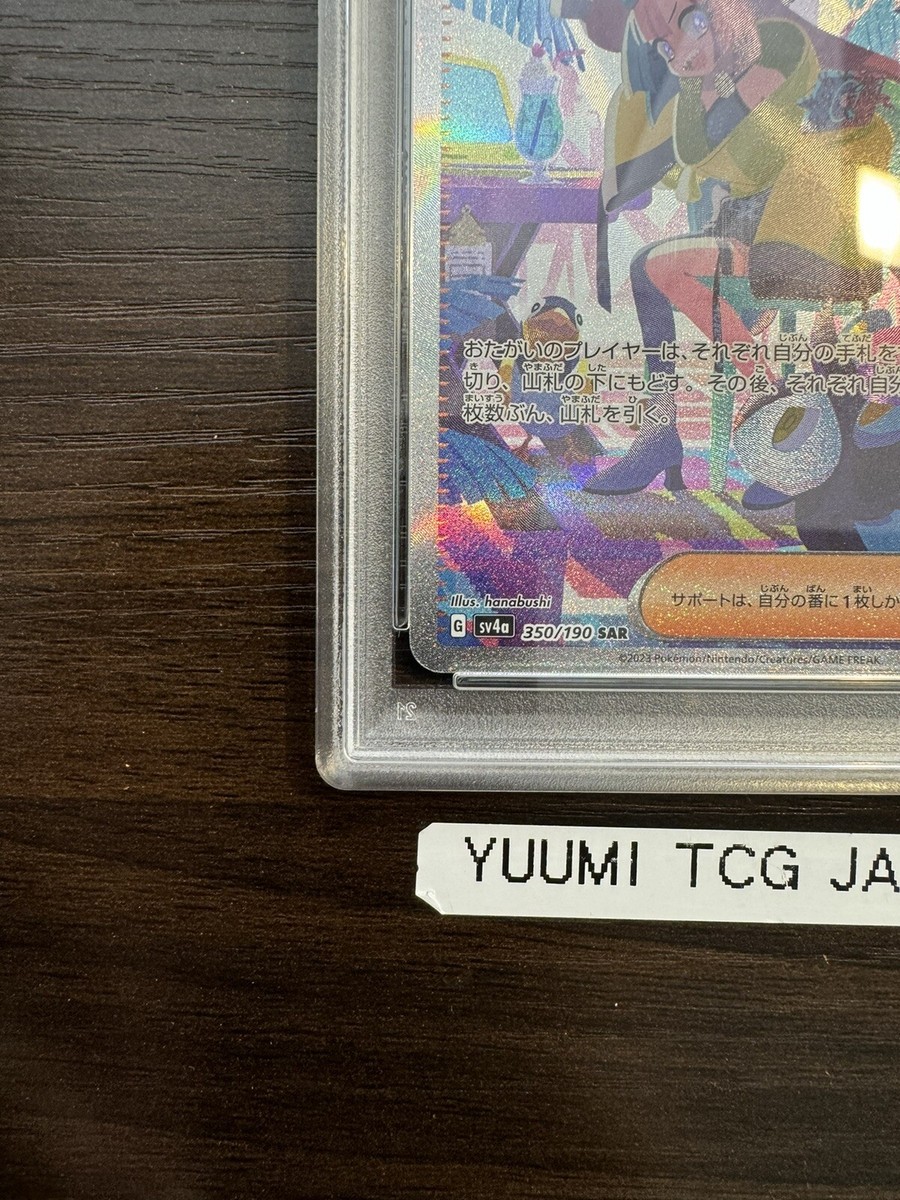 おたがいのプレイヤーは、それぞれ自分の手札を
切り、山札の下にもどす。その後、それぞれ自分
枚数ぶん、山札を引く。
サポートは、自分の番に1枚しか
Illus. hanabushi
G sv4a 350/190 SAR
©2023 Pokémon/Nintendo/Creatures/GAME FREAK
21
YUUMI TCG JA